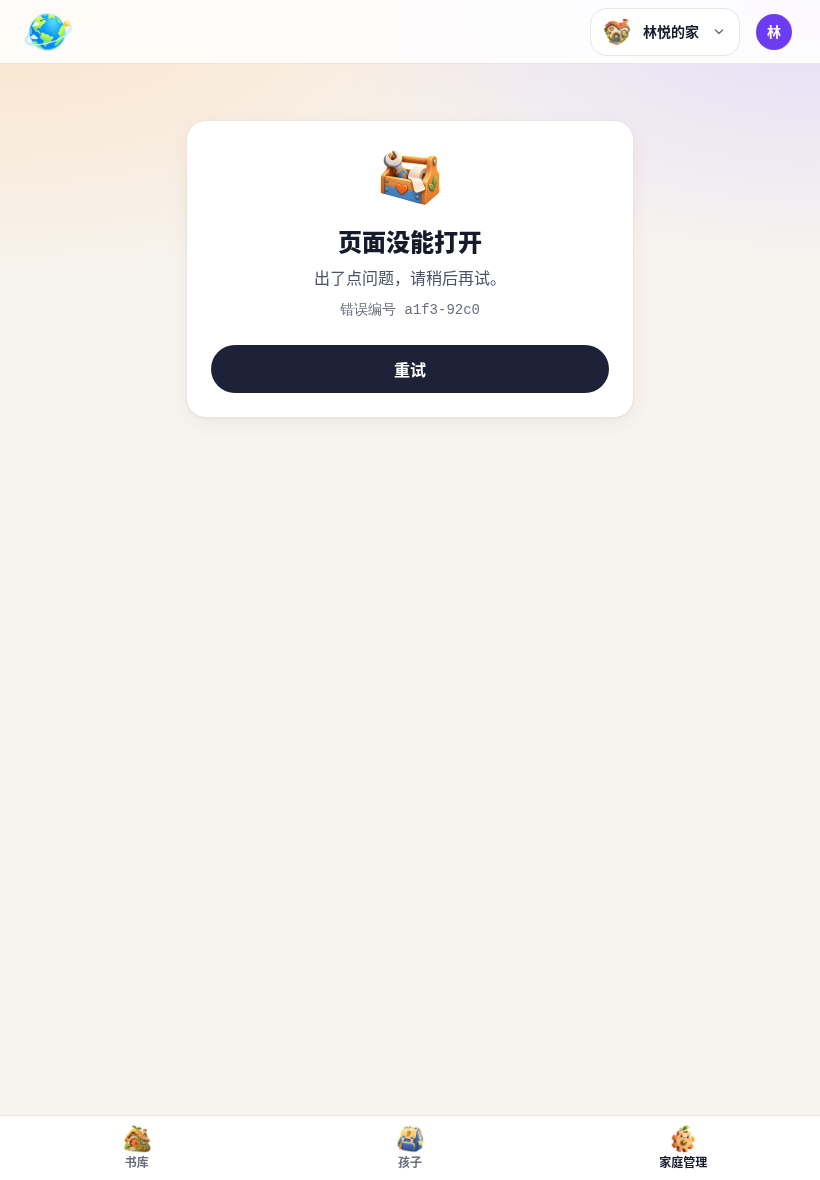 林悦的家
林
页面没能打开
出了点问题，请稍后再试。
错误编号 a1f3-92c0
重试
书库
孩子
家庭管理